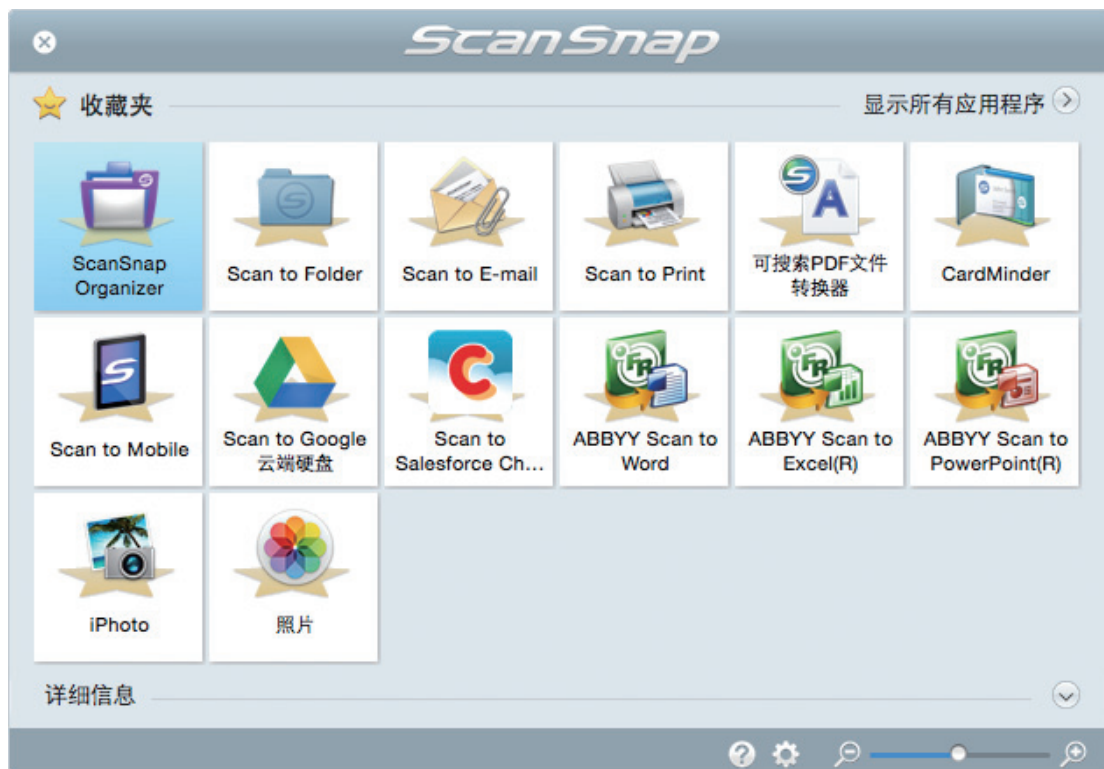 ScanSnap
收藏夹
显示所有应用程序
ScanSnap
Organizer
Scan to Folder
Scan to E-mail
Scan to Print
可搜索PDF文件
转换器
CardMinder
Scan to Mobile
Scan to Google
云端硬盘
Scan to
Salesforce Ch...
ABBYY Scan to
Word
ABBYY Scan to
Excel(R)
ABBYY Scan to
PowerPoint(R)
iPhoto
照片
详细信息